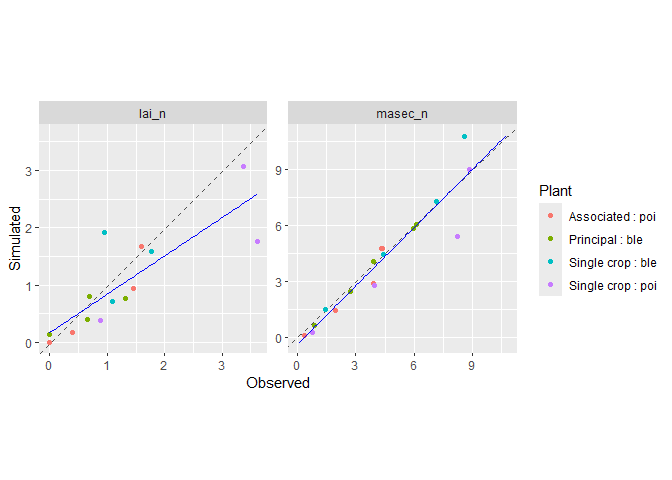 lai_n
masec_n
Simulated
3
2
1
0
9
6
3
0
0
1
2
3
0
3
6
9
Observed
Plant
Associated : poi
Principal : ble
Single crop : ble
Single crop : poi